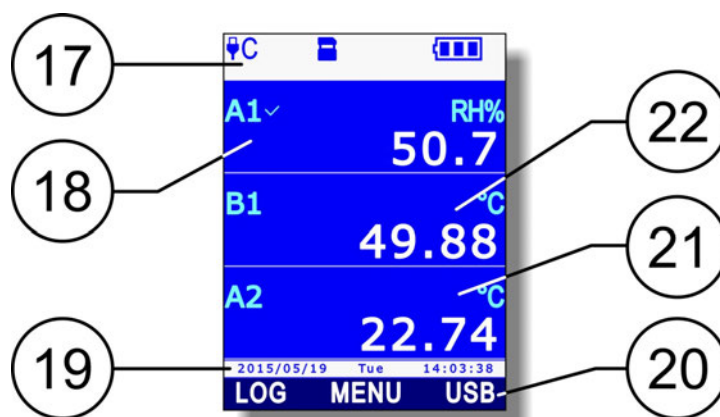 C
17
A1✓ RH%
50.7
18
22
B1 °C
49.88
21
A2 °C
22.74
19
2015/05/19 Tue 14:03:38
LOG MENU USB
20